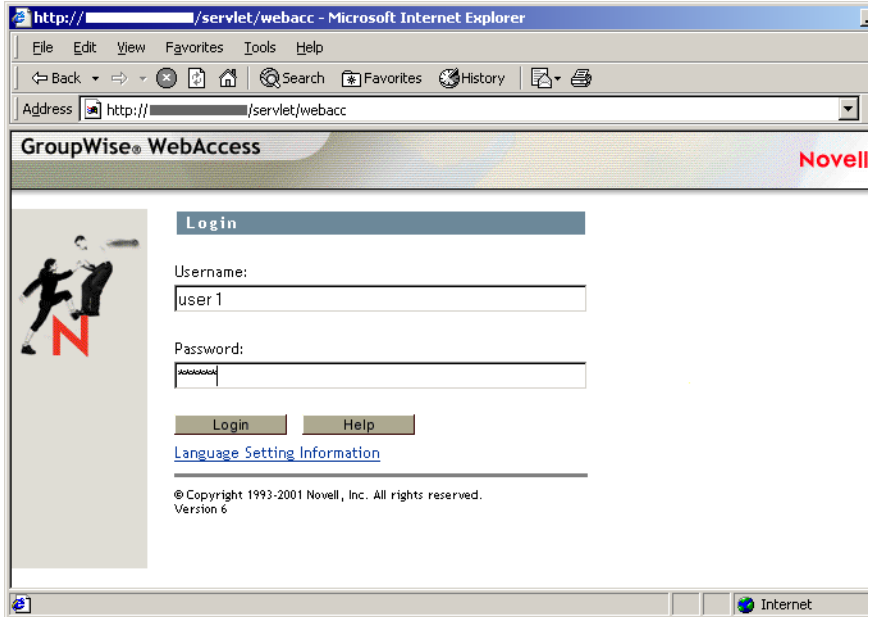 http:// /servlet/webacc - Microsoft Internet Explorer
File Edit View Favorites Tools Help
Back Search Favorites History
Address http:// /servlet/webacc
GroupWise® WebAccess
Novell
Login
Username:
user1
Password:
*******
Login Help
Language Setting Information
© Copyright 1993-2001 Novell, Inc. All rights reserved.
Version 6
N
Internet